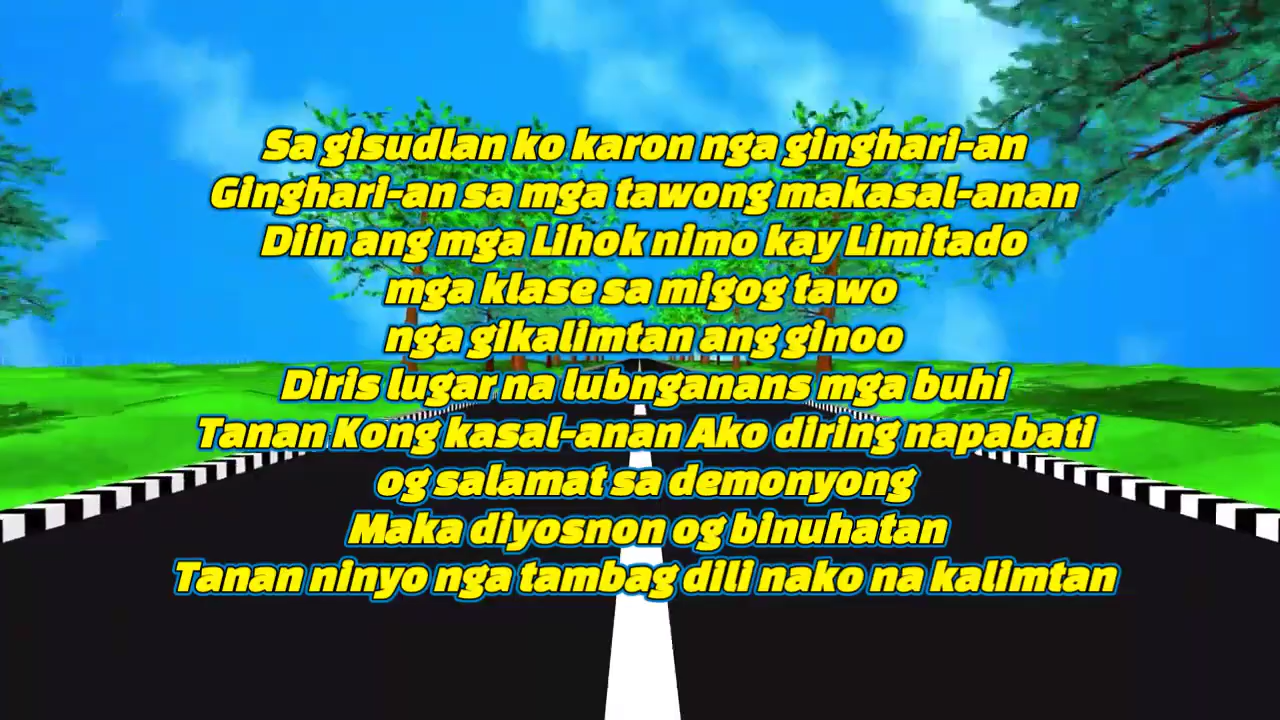 Sa gisudlan ko karon nga ginghari-an
Ginghari-an sa mga tawong makasal-anan
Diin ang mga Lihok nimo kay Limitado
mga klase sa migog tawo
nga gikalimtan ang ginoo
Diris lugar na lubnganans mga buhi
Tanan Kong kasal-anan Ako diring napabati
og salamat sa demonyong
Maka diyosnon og binuhatan
Tanan ninyo nga tambag dili nako na kalimtan